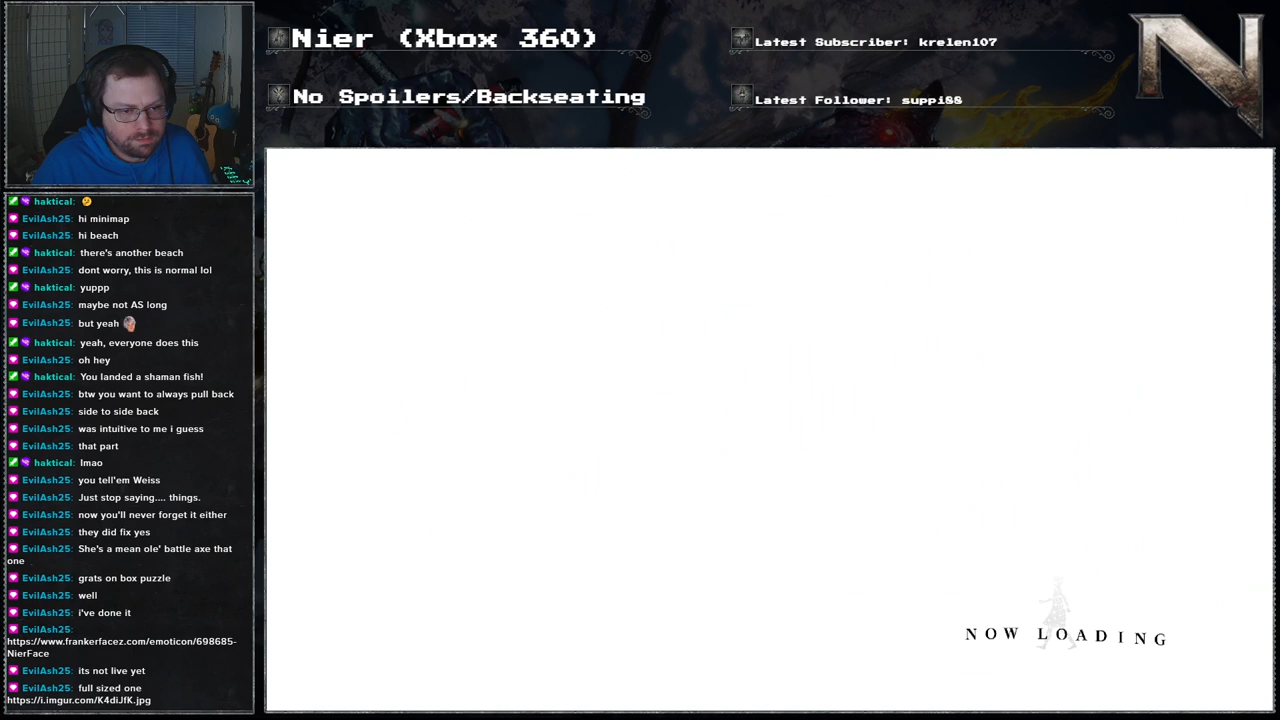 Nier (Xbox 360)
Latest Subscriber: krelen107
No Spoilers/Backseating
Latest Follower: suppi88
N
haktical:
EvilAsh25: hi minimap
EvilAsh25: hi beach
haktical: there's another beach
EvilAsh25: dont worry, this is normal lol
haktical: yuppp
EvilAsh25: maybe not AS long
EvilAsh25: but yeah
haktical: yeah, everyone does this
EvilAsh25: oh hey
haktical: You landed a shaman fish!
EvilAsh25: btw you want to always pull back
EvilAsh25: side to side back
EvilAsh25: was intuitive to me i guess
EvilAsh25: that part
haktical: lmao
EvilAsh25: you tell'em Weiss
EvilAsh25: Just stop saying.... things.
EvilAsh25: now you'll never forget it either
EvilAsh25: they did fix yes
EvilAsh25: She's a mean ole' battle axe that
one
EvilAsh25: grats on box puzzle
EvilAsh25: well
EvilAsh25: i've done it
EvilAsh25:
https://www.frankerfacez.com/emoticon/698685-
NierFace
EvilAsh25: its not live yet
EvilAsh25: full sized one
https://i.imgur.com/K4diJfK.jpg
NOW LOADING